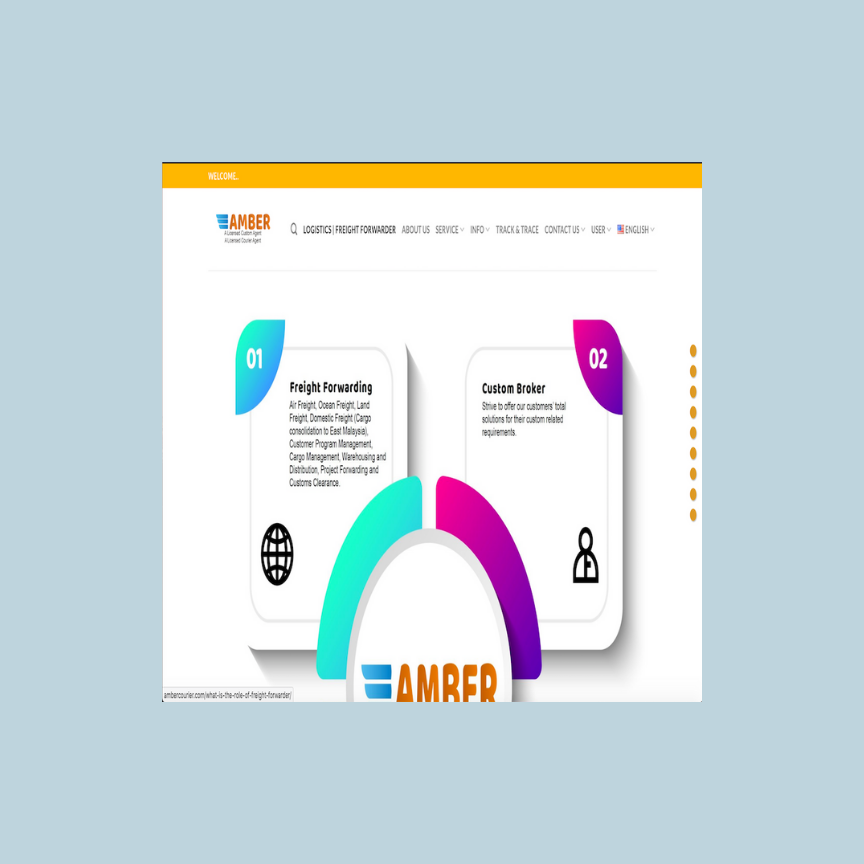 WELCOME..
AMBER
A Licensed Custom Agent
A Licensed Courier Agent
LOGISTICS | FREIGHT FORWARDER ABOUT US SERVICE INFO TRACK & TRACE CONTACT US USER ENGLISH
01
Freight Forwarding
Air Freight, Ocean Freight, Land
Freight, Domestic Freight (Cargo
consolidation to East Malaysia),
Customer Program Management,
Cargo Management, Warehousing and
Distribution, Project Forwarding and
Customs Clearance.
02
Custom Broker
Strive to offer our customers' total
solutions for their custom related
requirements.
AMBER
ambercourier.com/what-is-the-role-of-freight-forwarder/